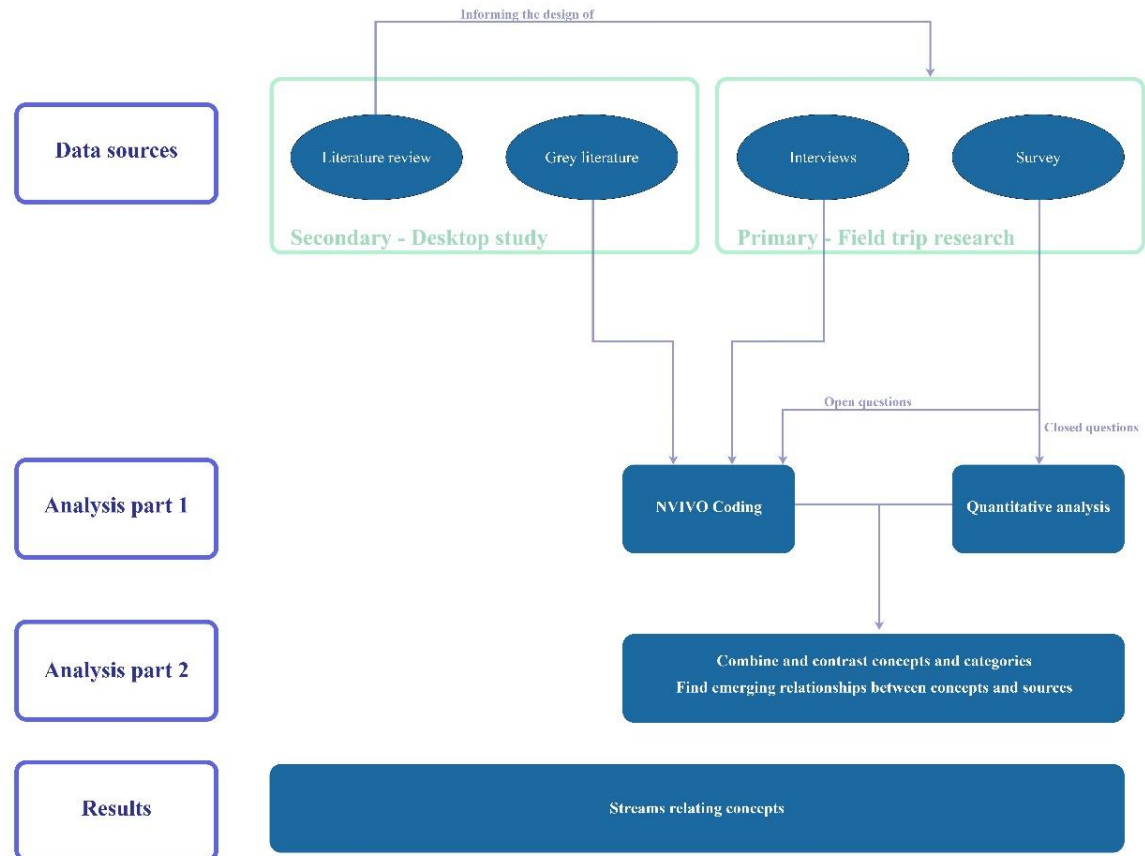 Informing the design of
Data sources
Literature review
Grey literature
Interviews
Survey
Secondary - Desktop study
Primary - Field trip research
Open questions
Closed questions
Analysis part 1
NVIVO Coding
Quantitative analysis
Analysis part 2
Combine and contrast concepts and categories
Find emerging relationships between concepts and sources
Results
Streams relating concepts